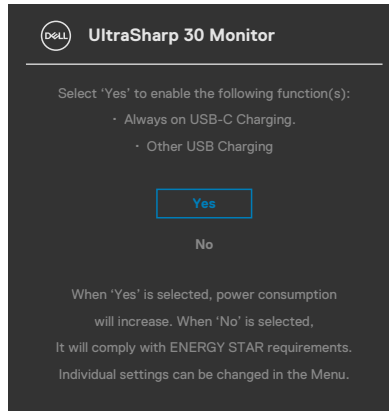 DELL UltraSharp 30 Monitor
Select ‘Yes’ to enable the following function(s):
· Always on USB-C Charging.
· Other USB Charging
Yes
No
When ‘Yes’ is selected, power consumption
will increase. When ‘No’ is selected,
It will comply with ENERGY STAR requirements.
Individual settings can be changed in the Menu.